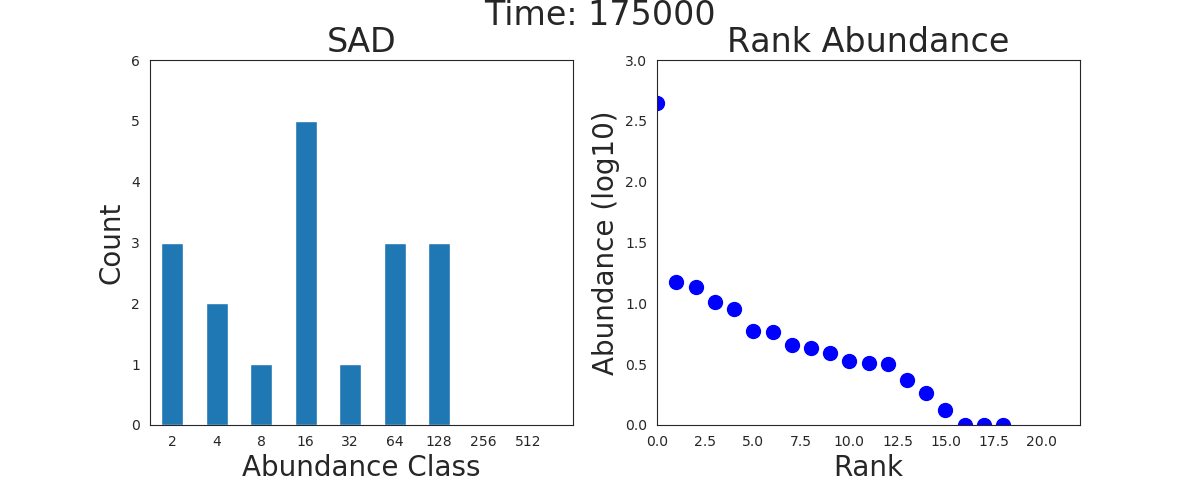 Time: 175000
SAD
Rank Abundance
6
5
4
3
2
1
0
Count
2 4 8 16 32 64 128 256 512
Abundance Class
3.0
2.5
2.0
1.5
1.0
0.5
0.0
Abundance (log10)
0.0 2.5 5.0 7.5 10.0 12.5 15.0 17.5 20.0
Rank